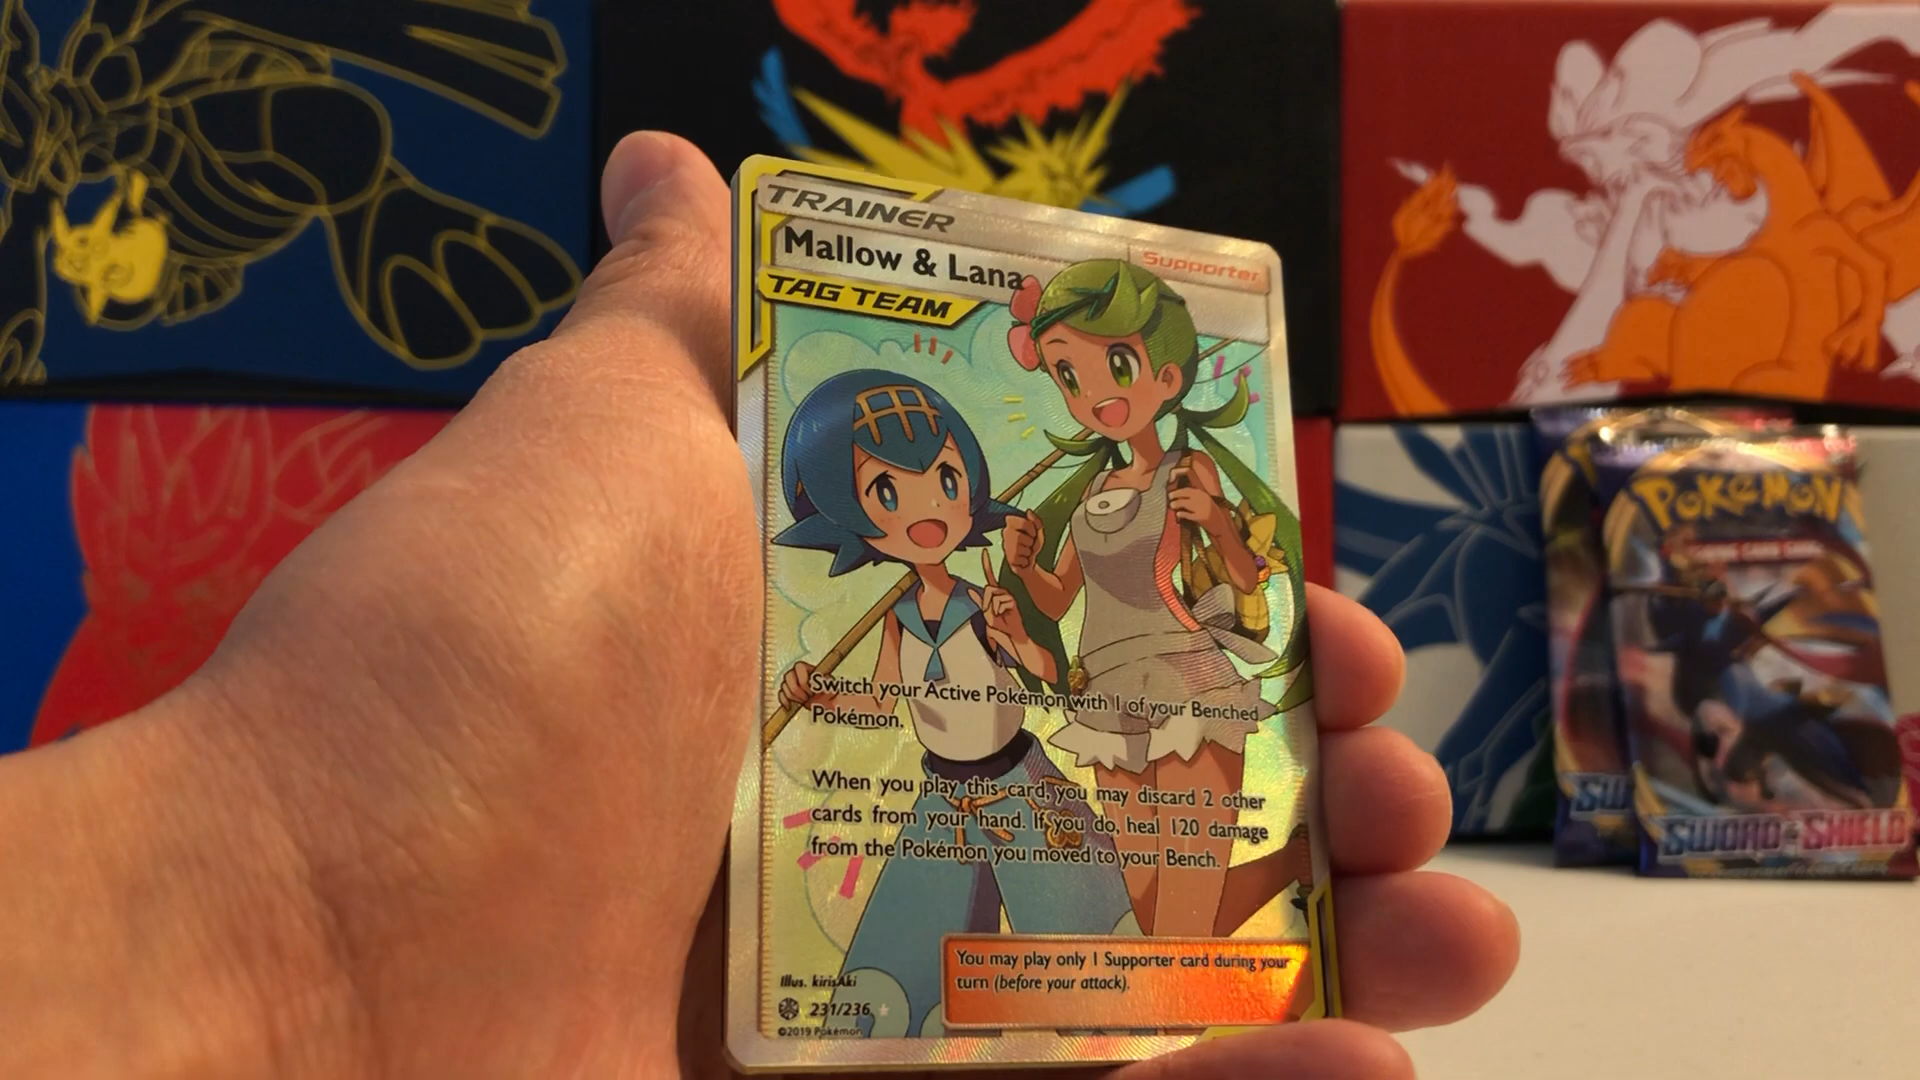 TRAINER
Supporter
Mallow & Lana
TAG TEAM
Switch your Active Pokémon with 1 of your Benched
Pokémon.
When you play this card, you may discard 2 other
cards from your hand. If you do, heal 120 damage
from the Pokémon you moved to your Bench.
You may play only 1 Supporter card during your
turn (before your attack).
Illus. kirisAki
231/236
©2019 Pokémon
POKéMON
SW
SWORD & SHIELD